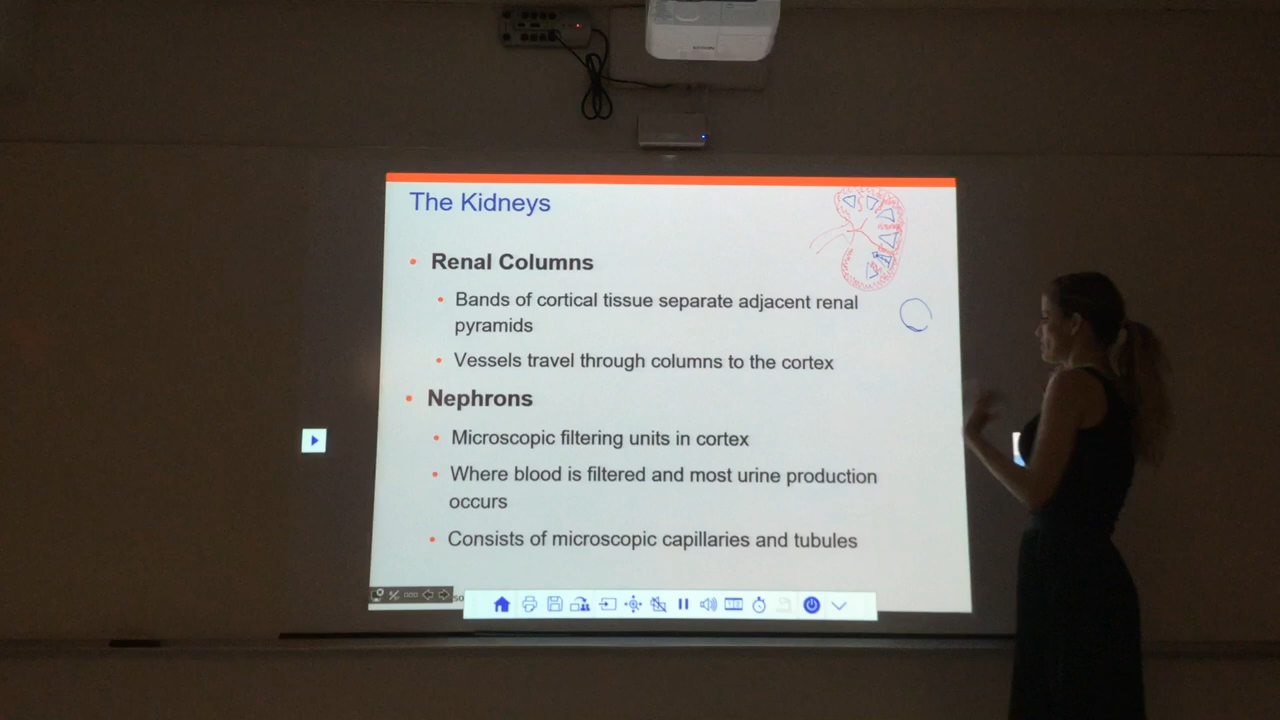 The Kidneys
• Renal Columns
• Bands of cortical tissue separate adjacent renal
pyramids
• Vessels travel through columns to the cortex
• Nephrons
• Microscopic filtering units in cortex
• Where blood is filtered and most urine production
occurs
• Consists of microscopic capillaries and tubules